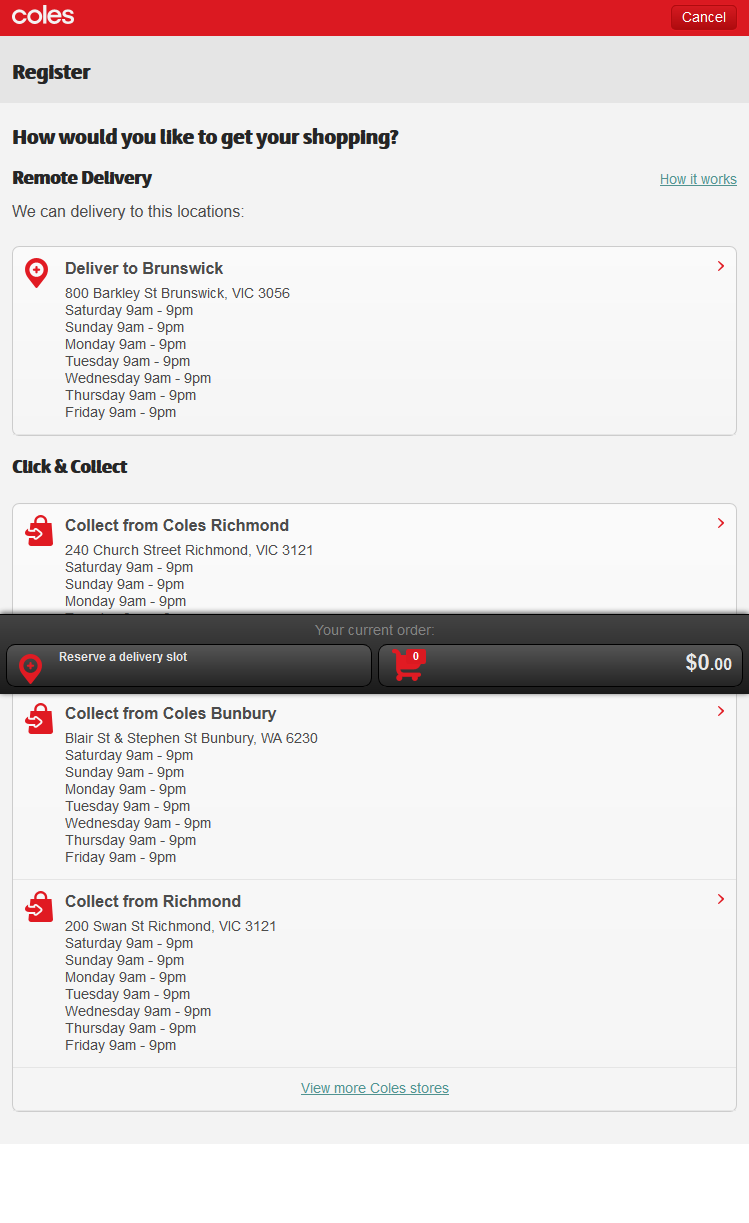 coles
Cancel
Register
How would you like to get your shopping?
Remote Delivery
How it works
We can delivery to this locations:
Deliver to Brunswick
800 Barkley St Brunswick, VIC 3056
Saturday 9am - 9pm
Sunday 9am - 9pm
Monday 9am - 9pm
Tuesday 9am - 9pm
Wednesday 9am - 9pm
Thursday 9am - 9pm
Friday 9am - 9pm
Click & Collect
Collect from Coles Richmond
240 Church Street Richmond, VIC 3121
Saturday 9am - 9pm
Sunday 9am - 9pm
Monday 9am - 9pm
Your current order:
Reserve a delivery slot
0
$0.00
Collect from Coles Bunbury
Blair St & Stephen St Bunbury, WA 6230
Saturday 9am - 9pm
Sunday 9am - 9pm
Monday 9am - 9pm
Tuesday 9am - 9pm
Wednesday 9am - 9pm
Thursday 9am - 9pm
Friday 9am - 9pm
Collect from Richmond
200 Swan St Richmond, VIC 3121
Saturday 9am - 9pm
Sunday 9am - 9pm
Monday 9am - 9pm
Tuesday 9am - 9pm
Wednesday 9am - 9pm
Thursday 9am - 9pm
Friday 9am - 9pm
View more Coles stores